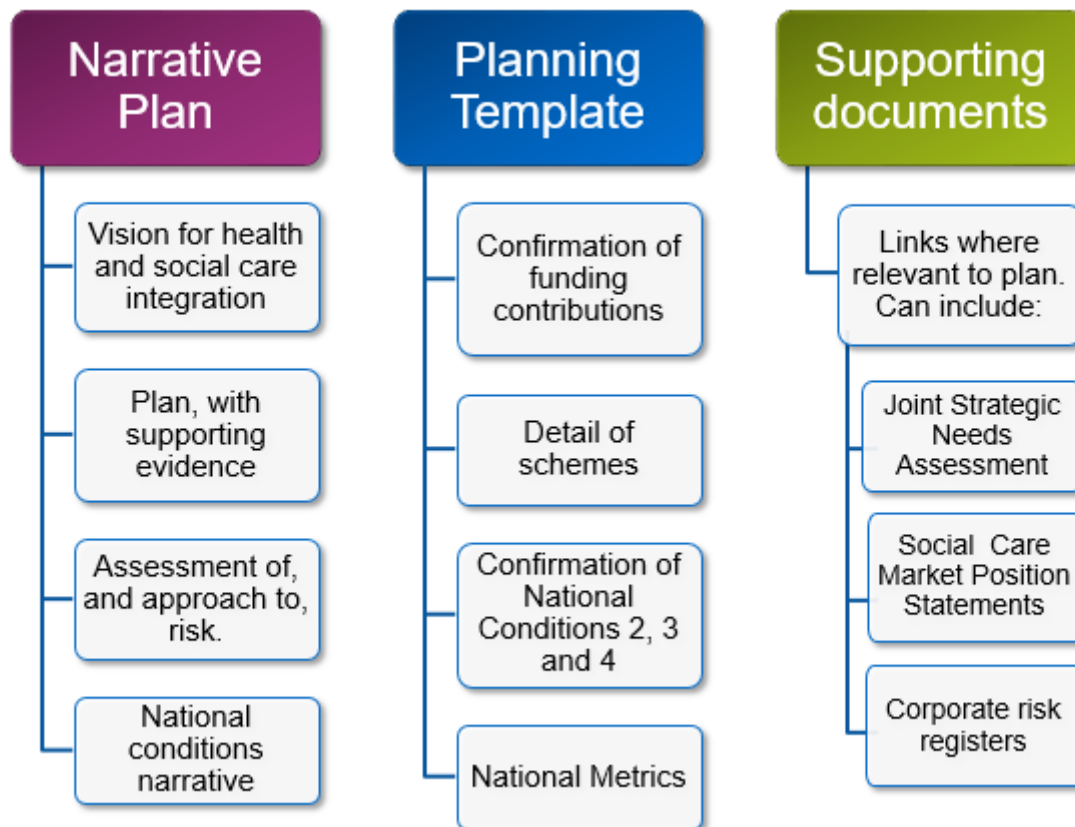 Narrative
Plan
Vision for health
and social care
integration
Plan, with
supporting
evidence
Assessment of,
and approach to,
risk.
National
conditions
narrative
Planning
Template
Confirmation of
funding
contributions
Detail of
schemes
Confirmation of
National
Conditions 2, 3
and 4
National Metrics
Supporting
documents
Links where
relevant to plan.
Can include:
Joint Strategic
Needs
Assessment
Social  Care
Market Position
Statements
Corporate risk
registers